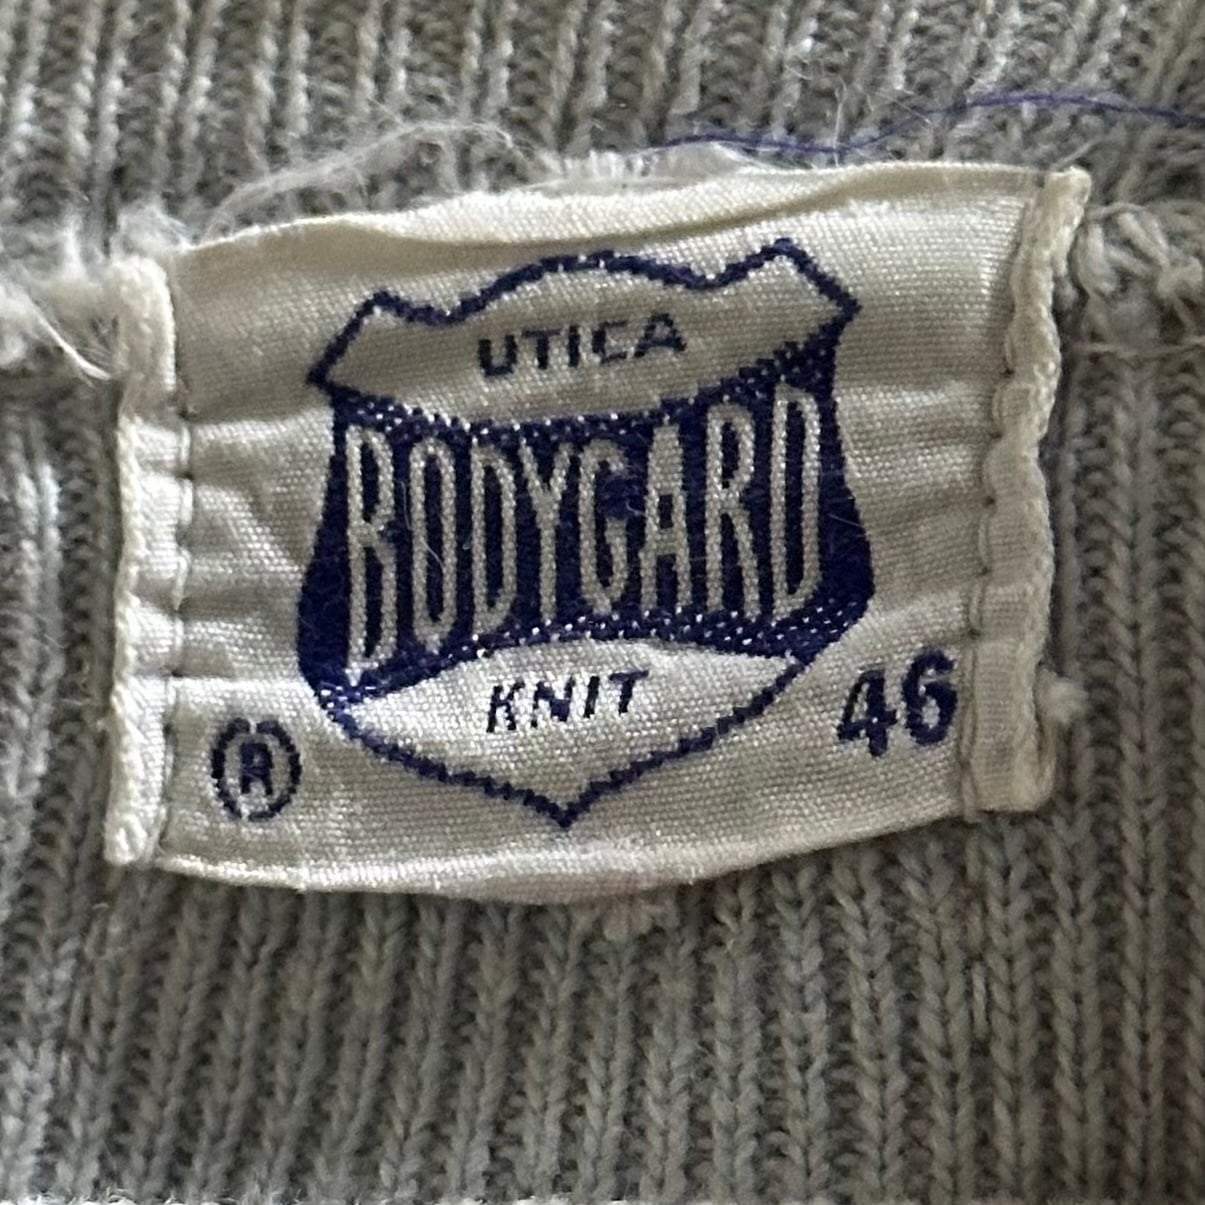 UTICA
BODYGARD
KNIT
® 46